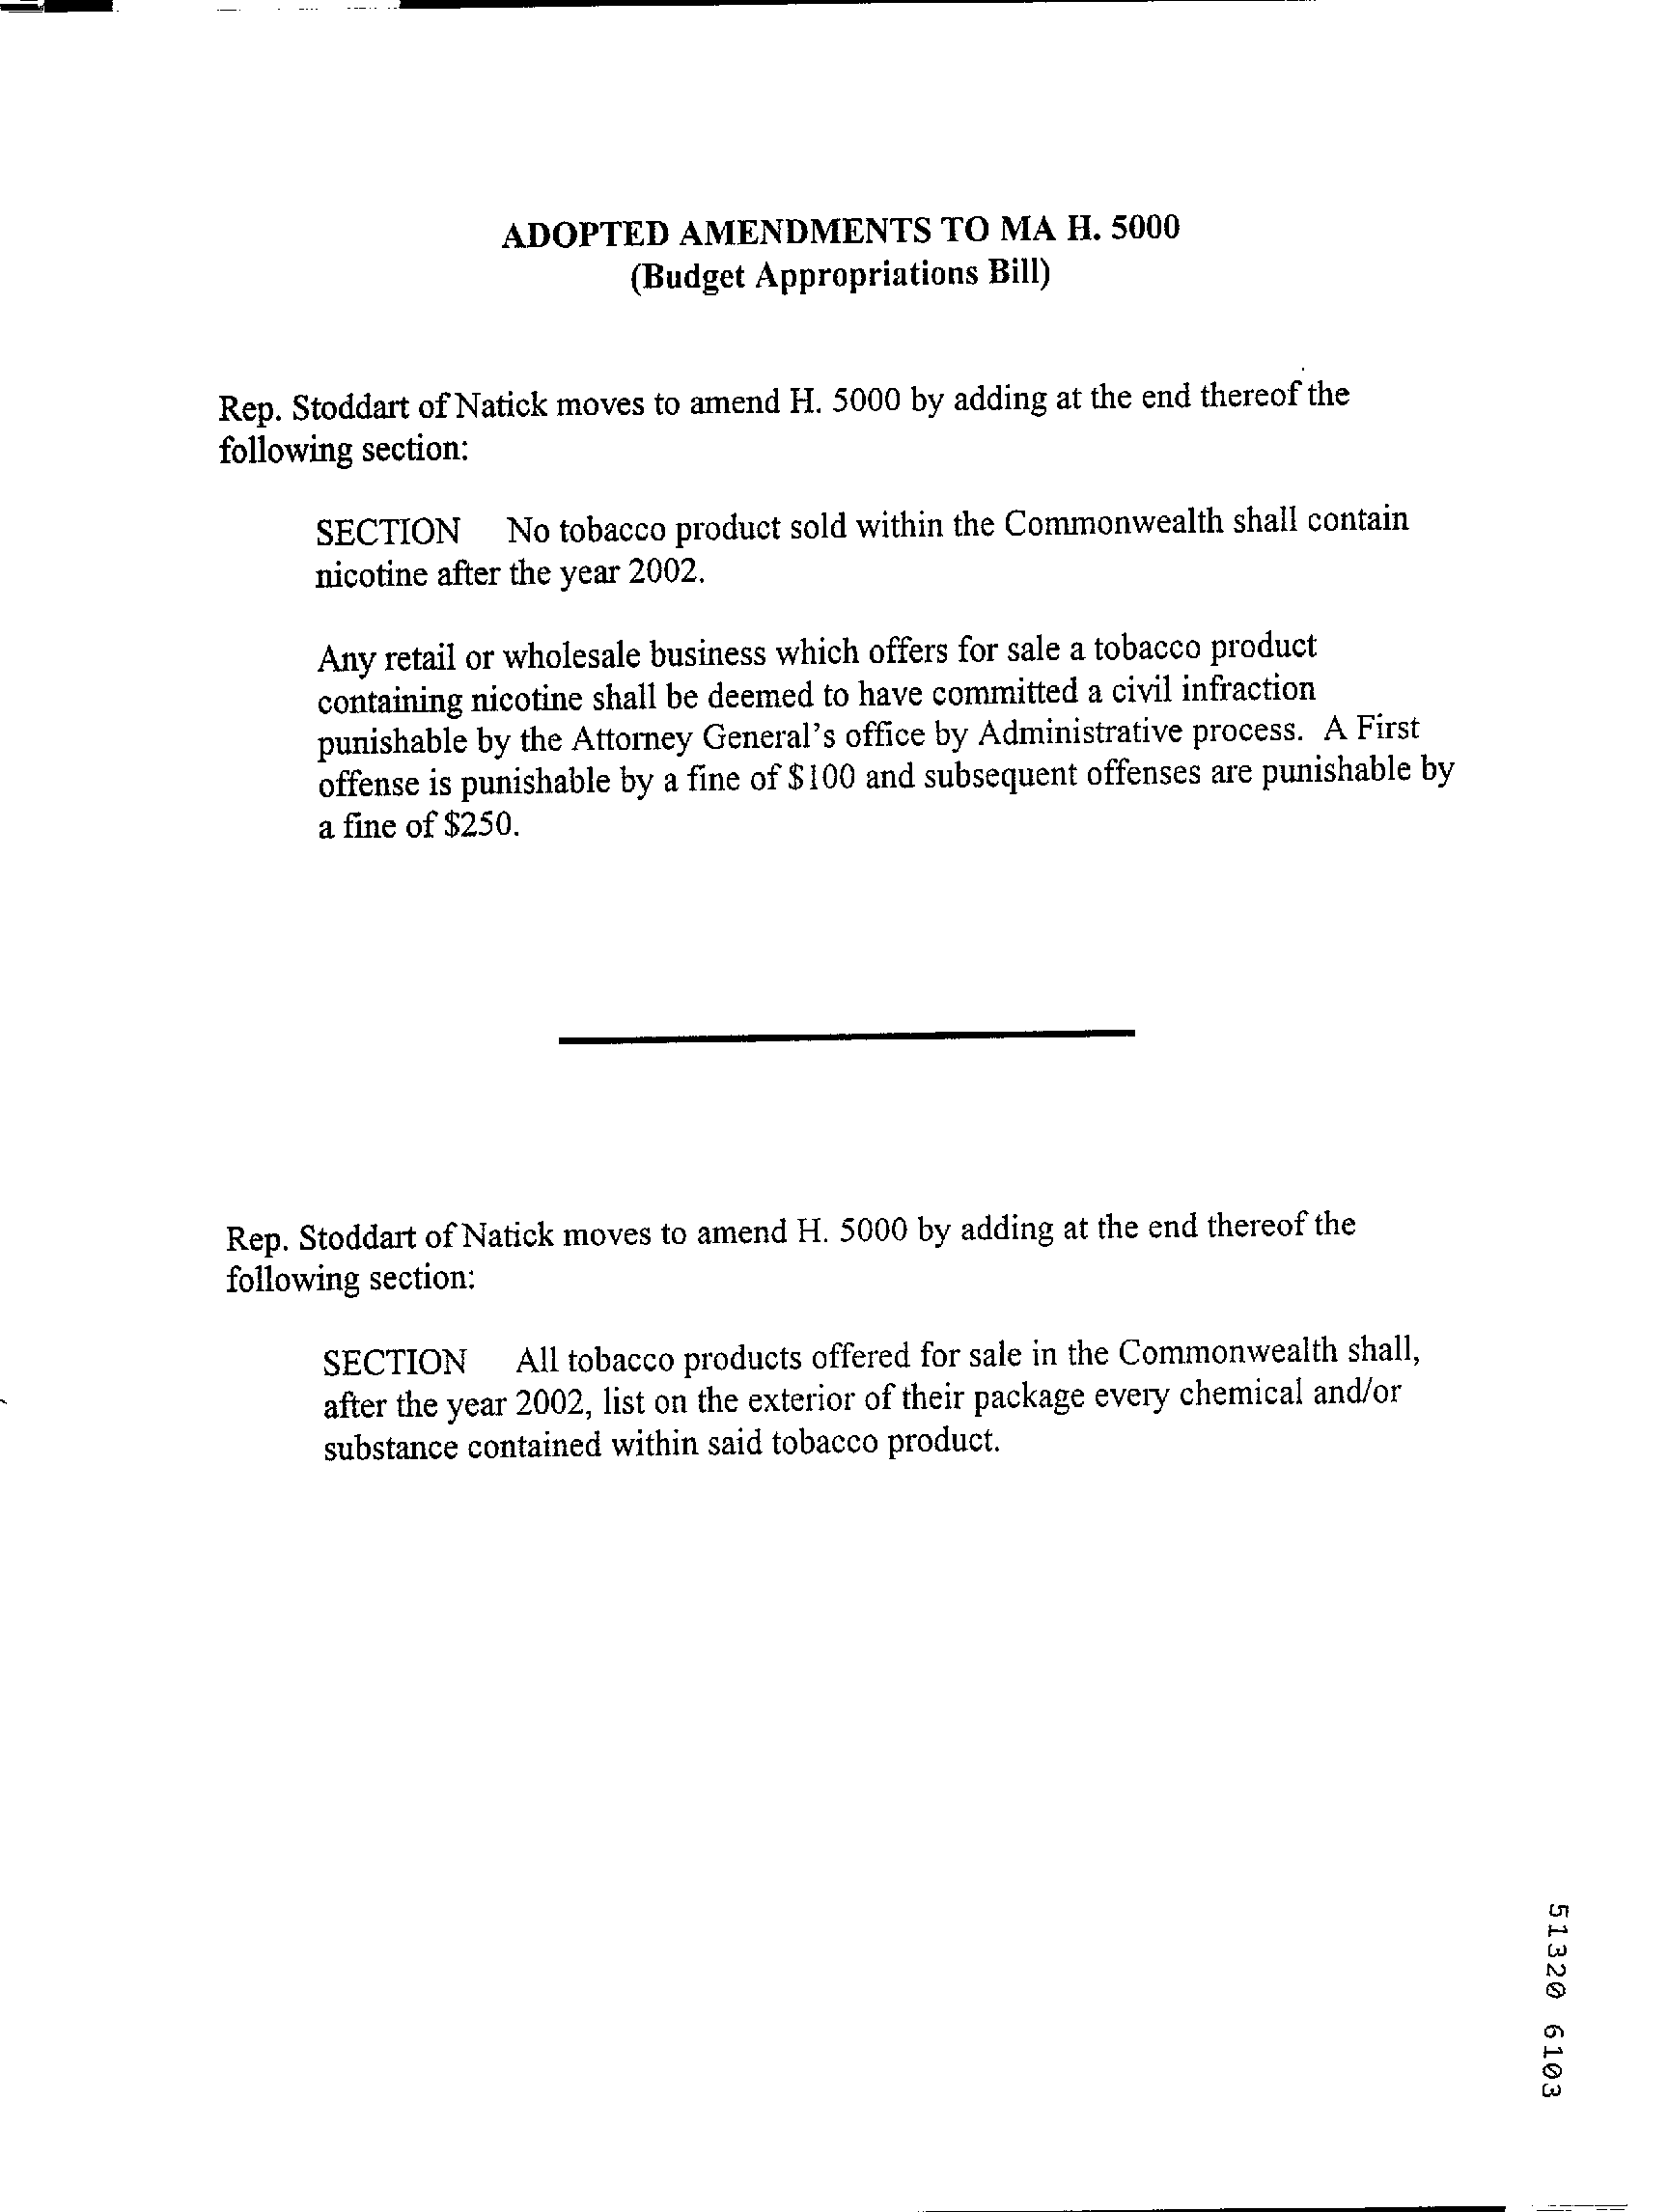 ADOPTED AMENDMENTS TO MA H. 5000
(Budget Appropriations Bill)
Rep. Stoddart of Natick moves to amend H. 5000 by adding at the end thereof the
following section:
SECTION No tobacco product sold within the Commonwealth shall contain
nicotine after the year 2002.
Any retail or wholesale business which offers for sale a tobacco product
containing nicotine shall be deemed to have committed a civil infraction
punishable by the Attorney General's office by Administrative process. A First
offense is punishable by a fine of $100 and subsequent offenses are punishable by
a fine of $250.
Rep. Stoddart of Natick moves to amend H. 5000 by adding at the end thereof the
following section:
SECTION All tobacco products offered for sale in the Commonwealth shall,
after the year 2002, list on the exterior of their package every chemical and/or
substance contained within said tobacco product.
51320 6103